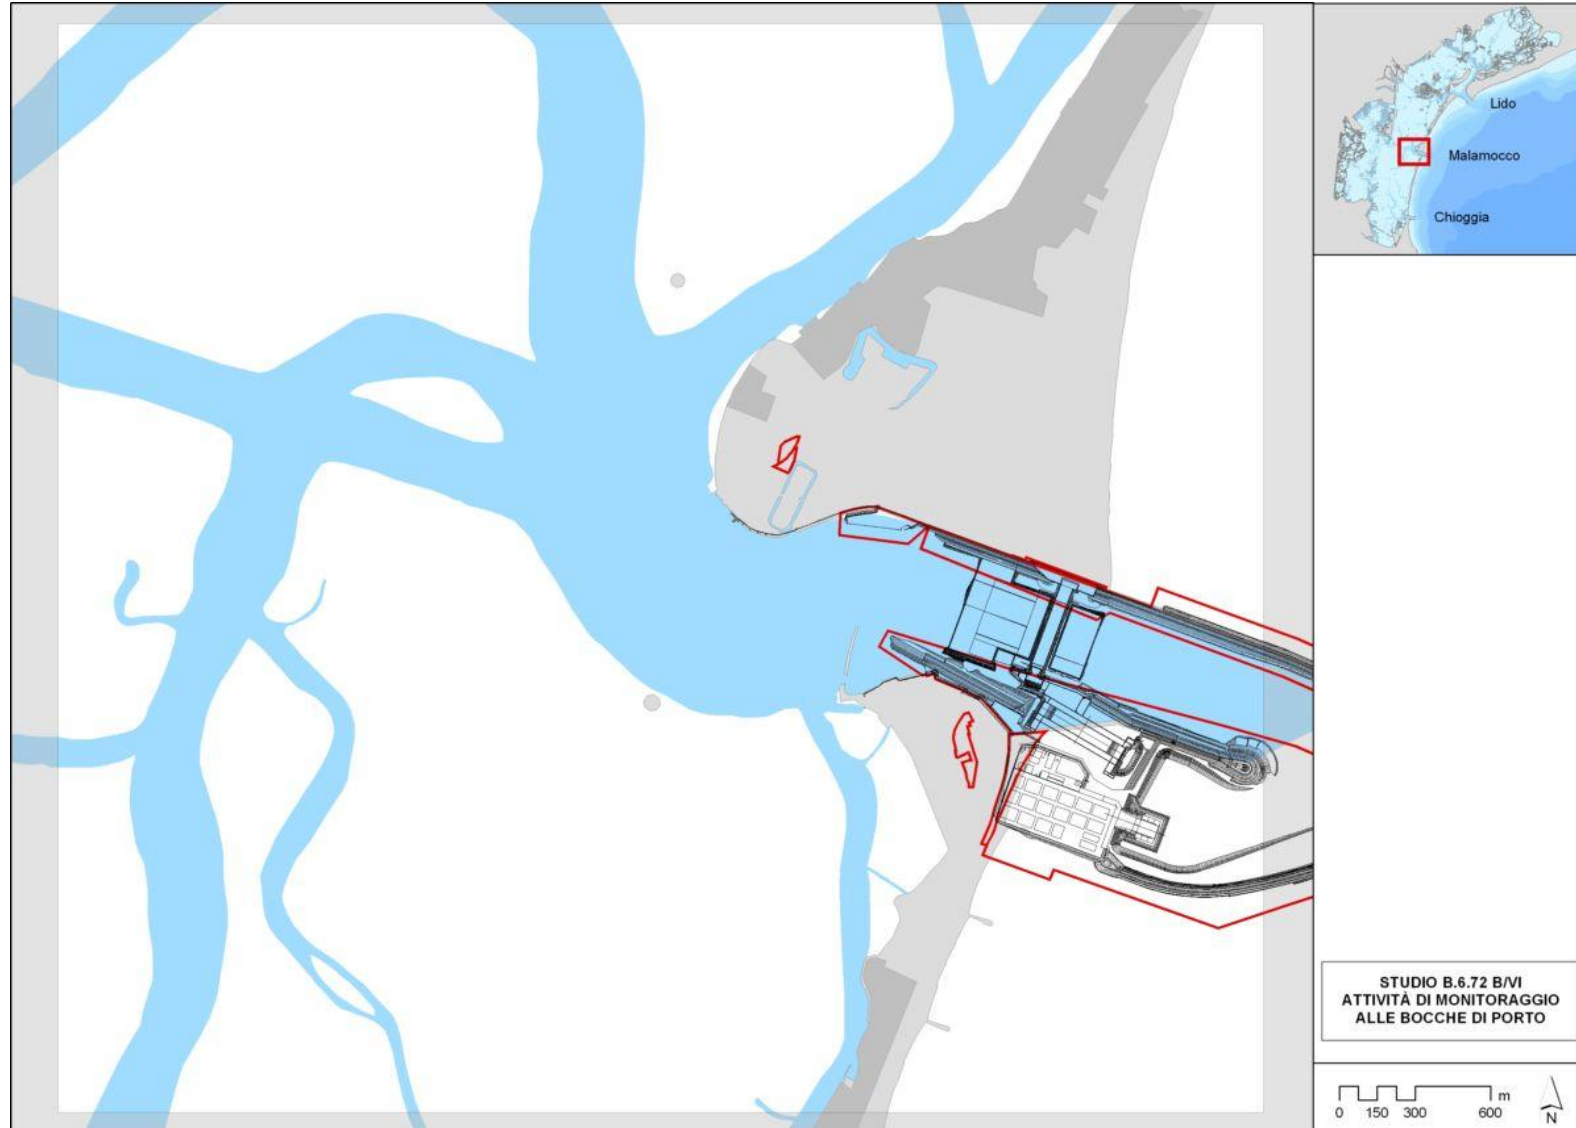 Lido
Malamocco
Chioggia
STUDIO B.6.72 B/VI
ATTIVITÀ DI MONITORAGGIO
ALLE BOCCHE DI PORTO
m
0 150 300 600
N